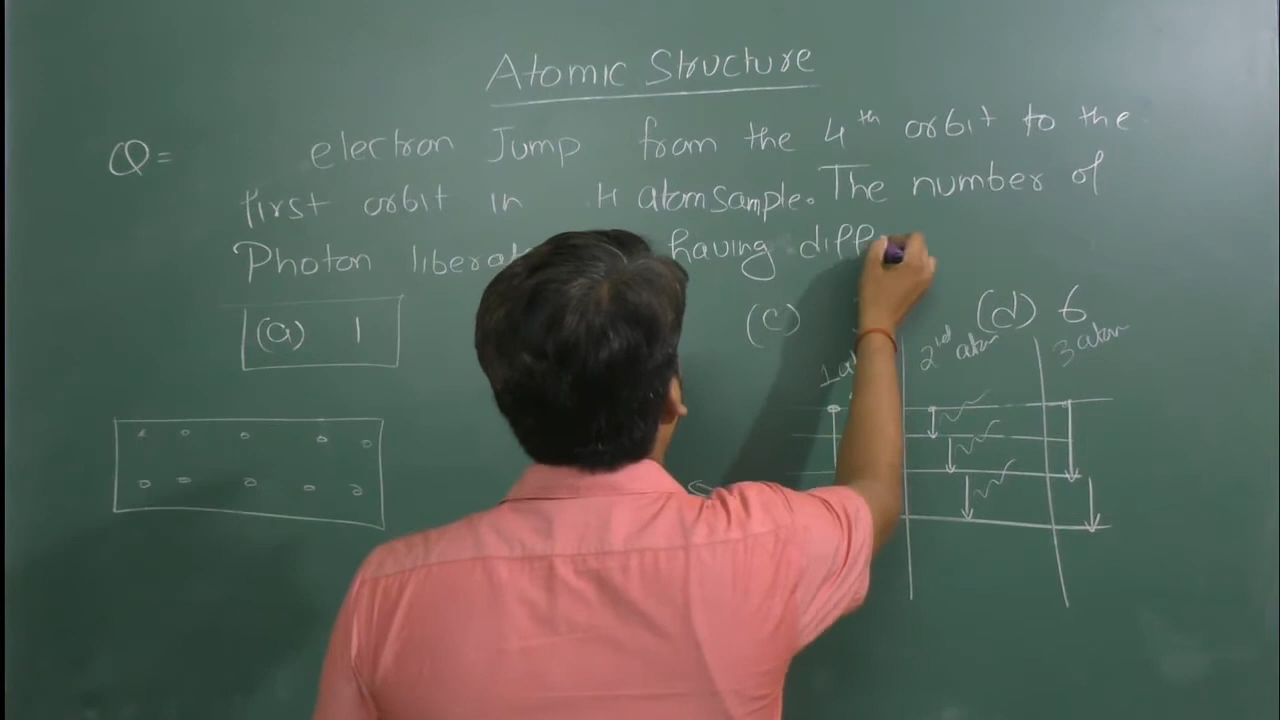 Atomic Structure
Q= electron Jump from the 4th orbit to the
first orbit in H atom sample. The number of
Photon having diff
(a) 1 (c) (d) 6
2nd atom 3 atom